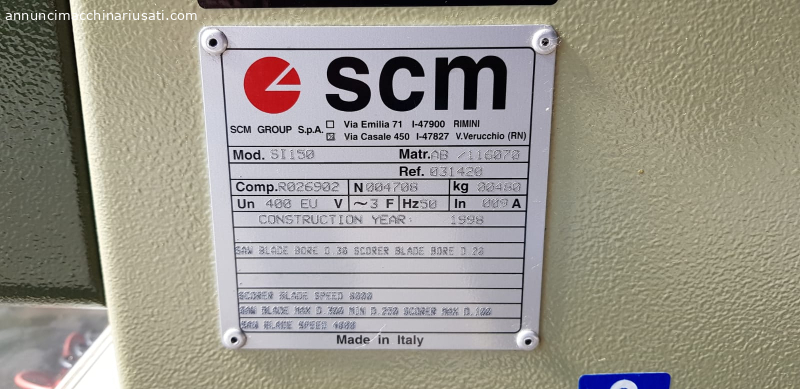 annuncimacchinariusati.com
scm
SCM GROUP S.p.A. Via Emilia 71 I-47900 RIMINI
Via Casale 450 I-47827 V.Verucchio (RN)
Mod. SI150 Matr. AB /116070
Ref. 031420
Comp. R026902 N 004708 kg 00480
Un 400 EU V ~3 F Hz 50 In 009 A
CONSTRUCTION YEAR: 1998
SAW BLADE BORE D 30 SCORER BLADE BORE D 20
SCORER BLADE SPEED 8000
SAW BLADE MAX D 300 MIN D.250 SCORER MAX D.100
SAW BLADE SPEED 4000
Made in Italy